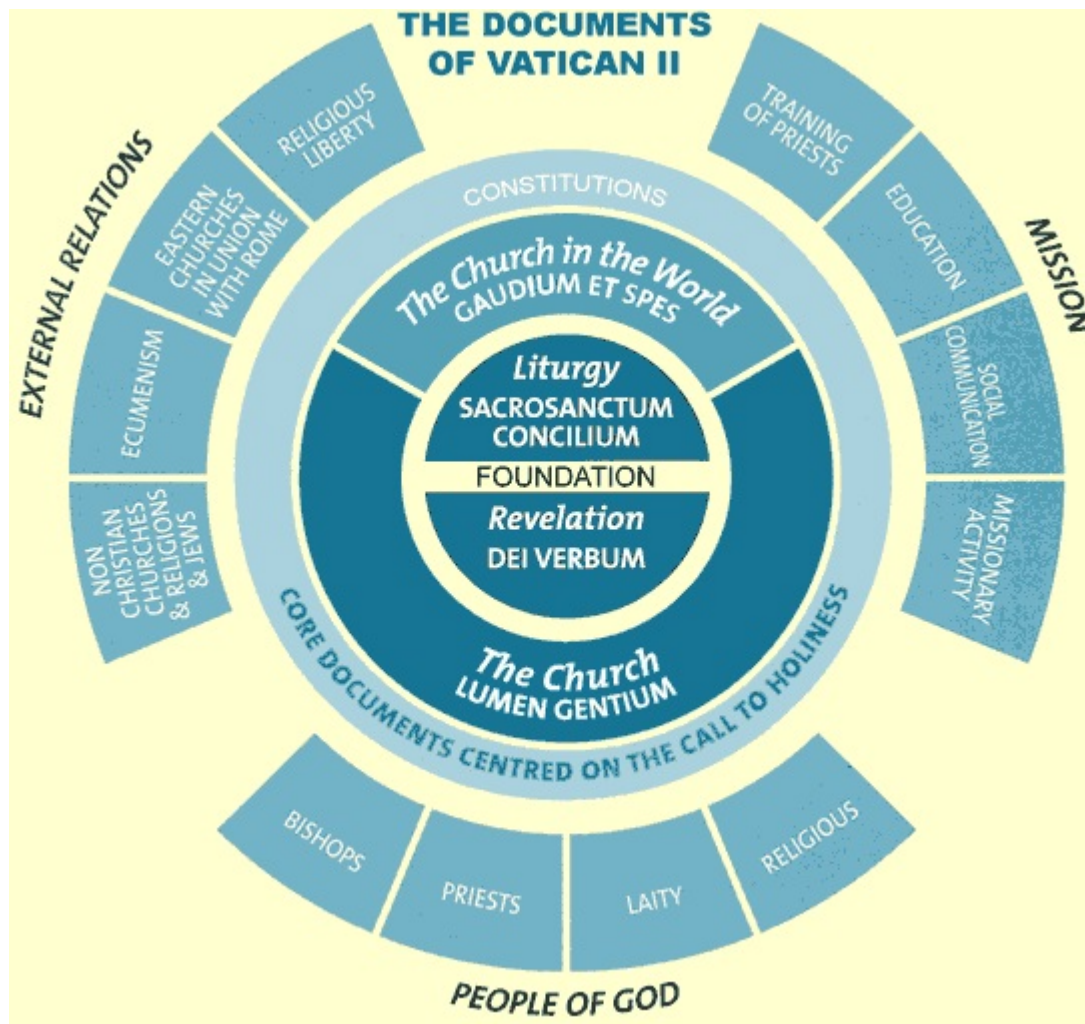 THE DOCUMENTS
OF VATICAN II
EXTERNAL RELATIONS
RELIGIOUS
LIBERTY
EASTERN
CHURCHES
IN UNION
WITH ROME
ECUMENISM
NON
CHRISTIAN
CHURCHES
& RELIGIONS
& JEWS
MISSION
TRAINING
OF PRIESTS
EDUCATION
SOCIAL
COMMUNICATION
MISSIONARY
ACTIVITY
CONSTITUTIONS
The Church in the World
GAUDIUM ET SPES
Liturgy
SACROSANCTUM
CONCILIUM
FOUNDATION
Revelation
DEI VERBUM
The Church
LUMEN GENTIUM
CORE DOCUMENTS CENTRED ON THE CALL TO HOLINESS
BISHOPS
PRIESTS
LAITY
RELIGIOUS
PEOPLE OF GOD